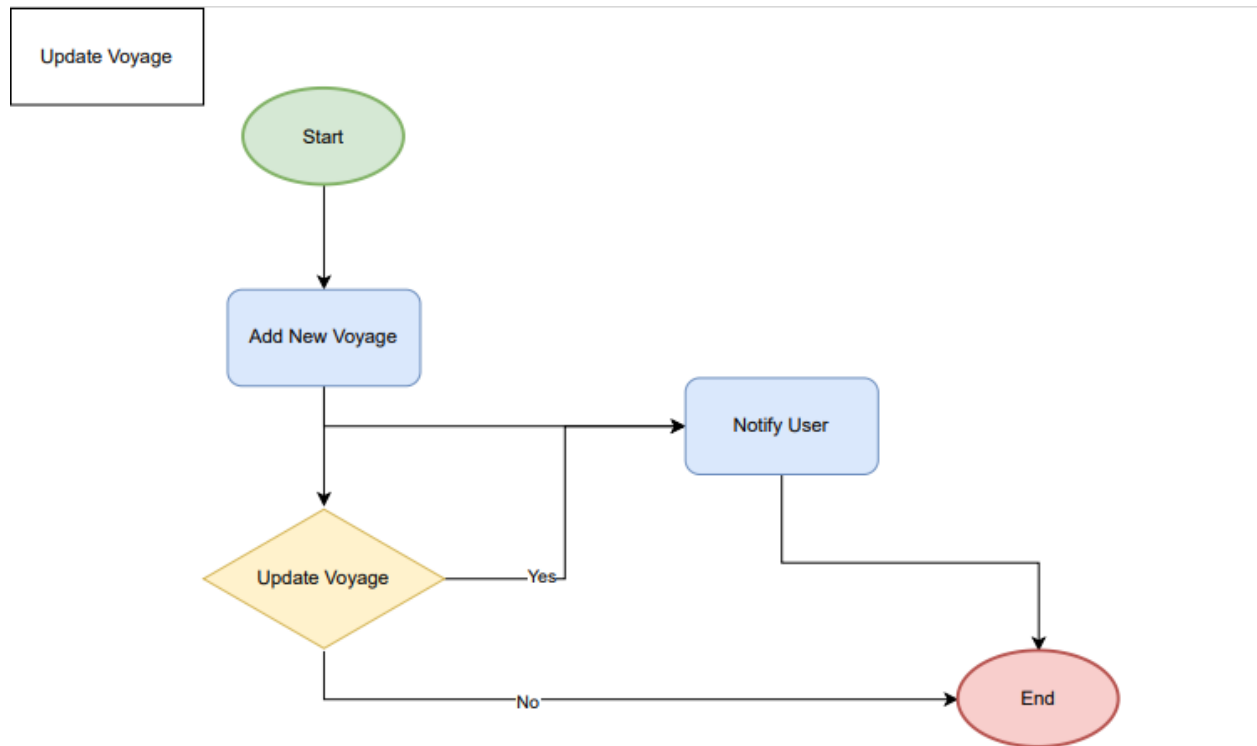 Update Voyage
Start
Add New Voyage
Notify User
Update Voyage
Yes
No
End